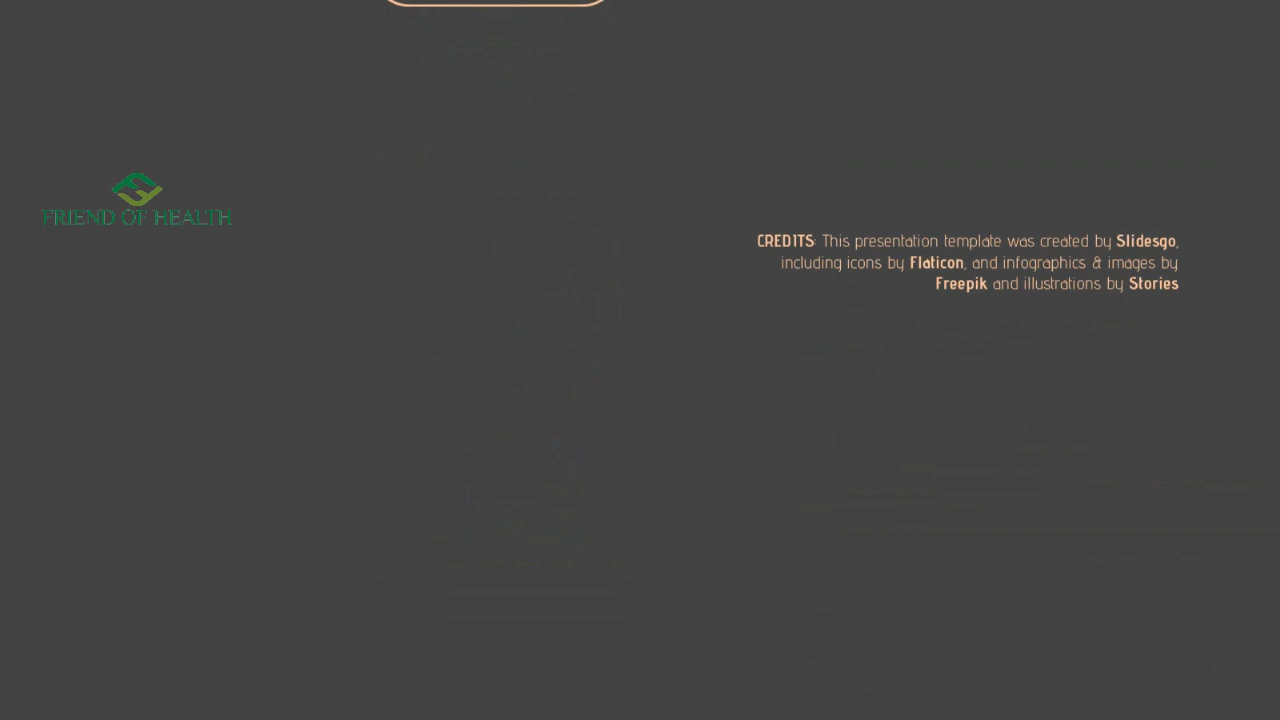 FRIEND OF HEALTH
CREDITS: This presentation template was created by Slidesgo,
including icons by Flaticon, and infographics & images by
Freepik and illustrations by Stories